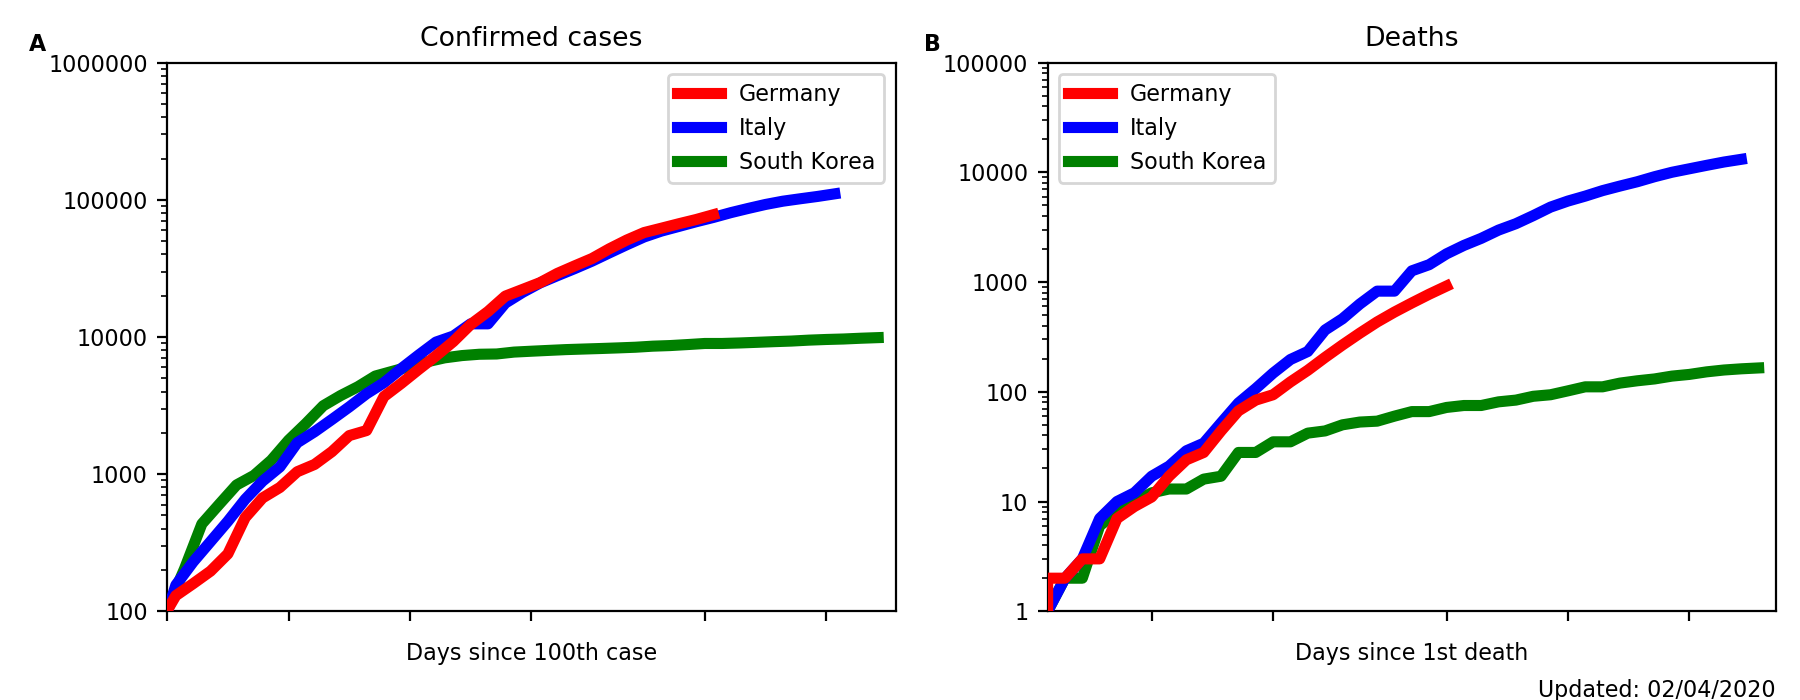 A
Confirmed cases
1000000
100000
10000
1000
100
Germany
Italy
South Korea
Days since 100th case
B
Deaths
100000
10000
1000
100
10
1
Germany
Italy
South Korea
Days since 1st death
Updated: 02/04/2020